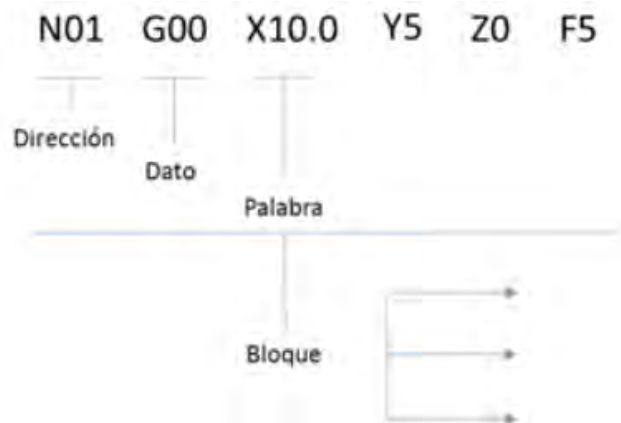 N01 G00 X10.0 Y5 Z0 F5
Dirección
Dato
Palabra
Bloque